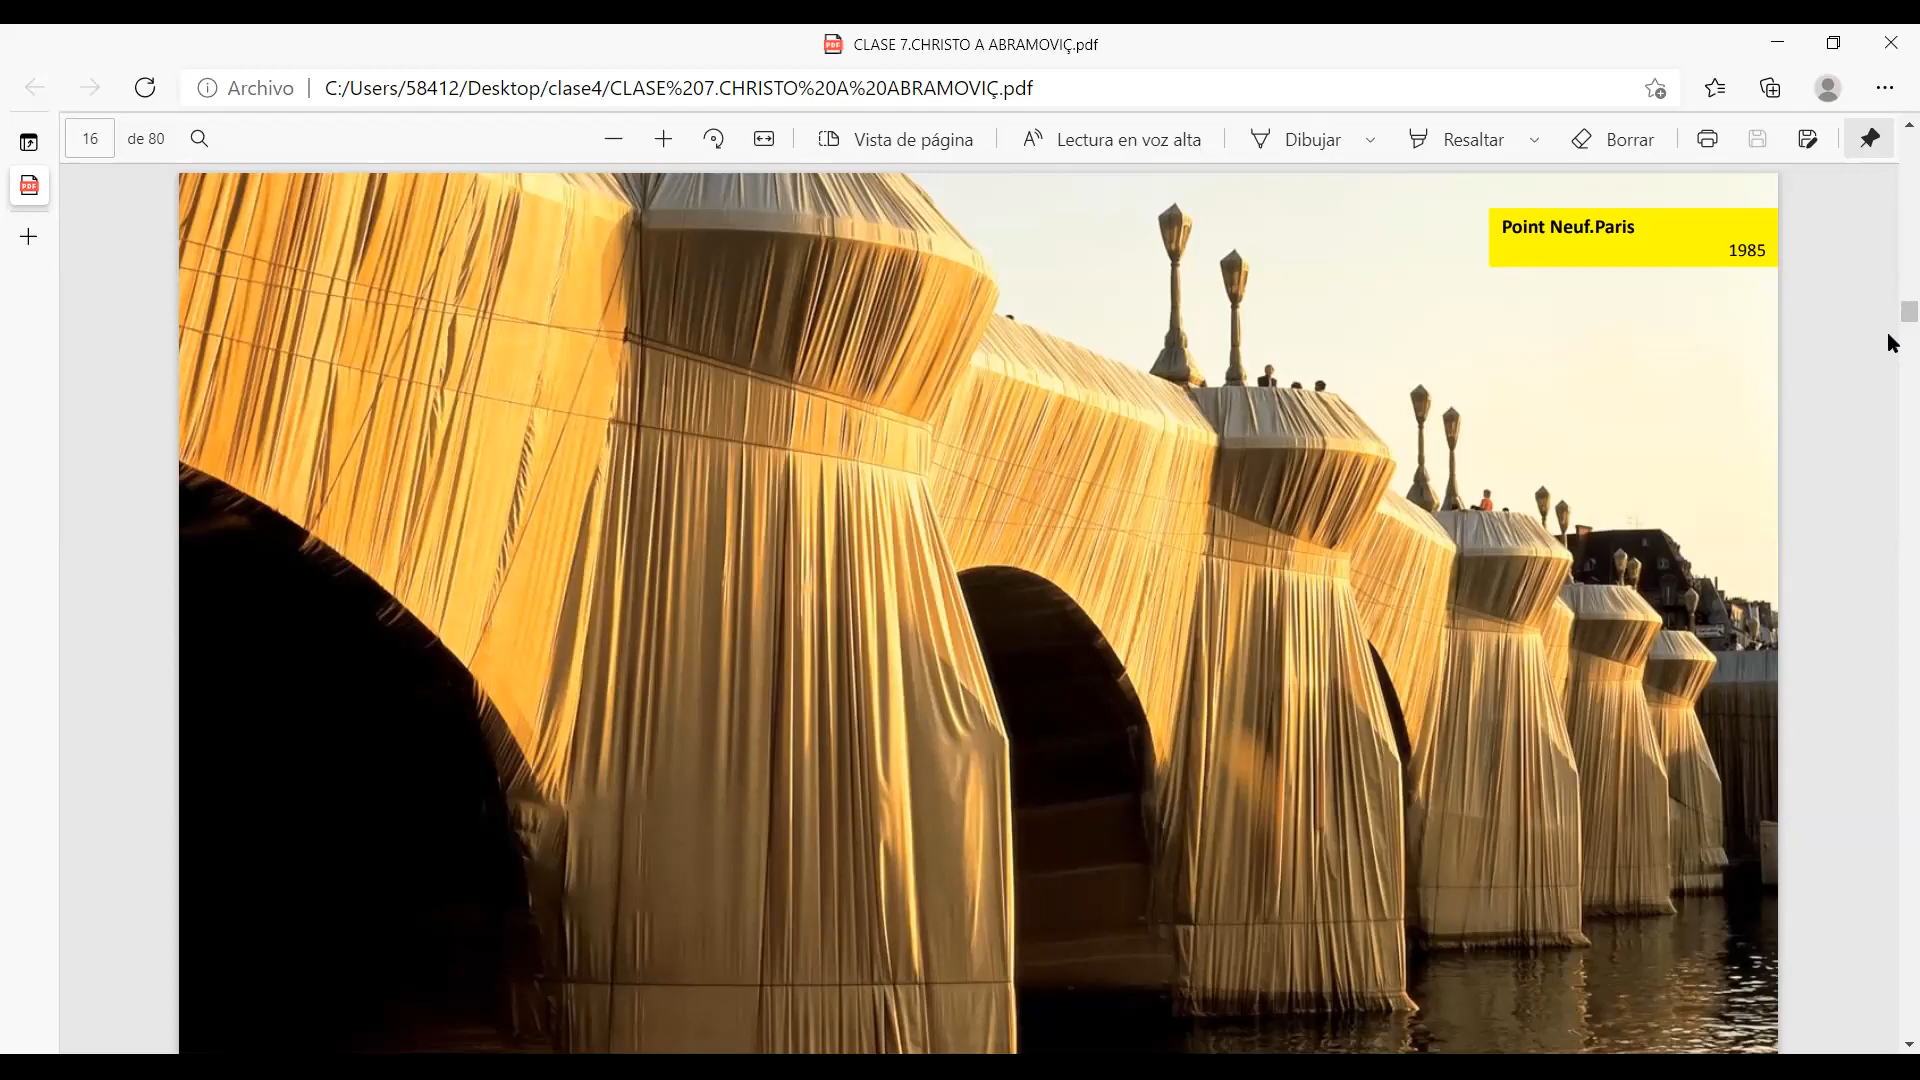 CLASE 7.CHRISTO A ABRAMOVIÇ.pdf
Archivo
C:/Users/58412/Desktop/clase4/CLASE%207.CHRISTO%20A%20ABRAMOVIÇ.pdf
16 de 80
Vista de página
Lectura en voz alta
Dibujar
Resaltar
Borrar
Point Neuf.Paris
1985